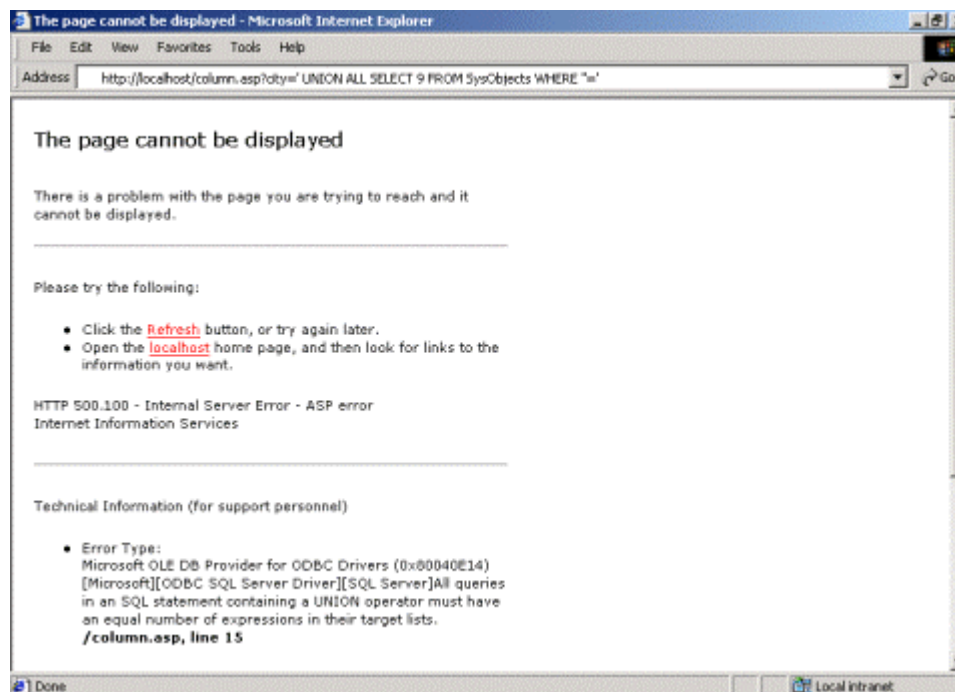 The page cannot be displayed - Microsoft Internet Explorer
File Edit View Favorites Tools Help
Address http://localhost/column.asp?city=' UNION ALL SELECT 9 FROM SysObjects WHERE ''='
Go
The page cannot be displayed
There is a problem with the page you are trying to reach and it
cannot be displayed.
Please try the following:
• Click the Refresh button, or try again later.
• Open the localhost home page, and then look for links to the
information you want.
HTTP 500.100 - Internal Server Error - ASP error
Internet Information Services
Technical Information (for support personnel)
• Error Type:
Microsoft OLE DB Provider for ODBC Drivers (0x80040E14)
[Microsoft][ODBC SQL Server Driver][SQL Server]All queries
in an SQL statement containing a UNION operator must have
an equal number of expressions in their target lists.
/column.asp, line 15
Done
Local intranet